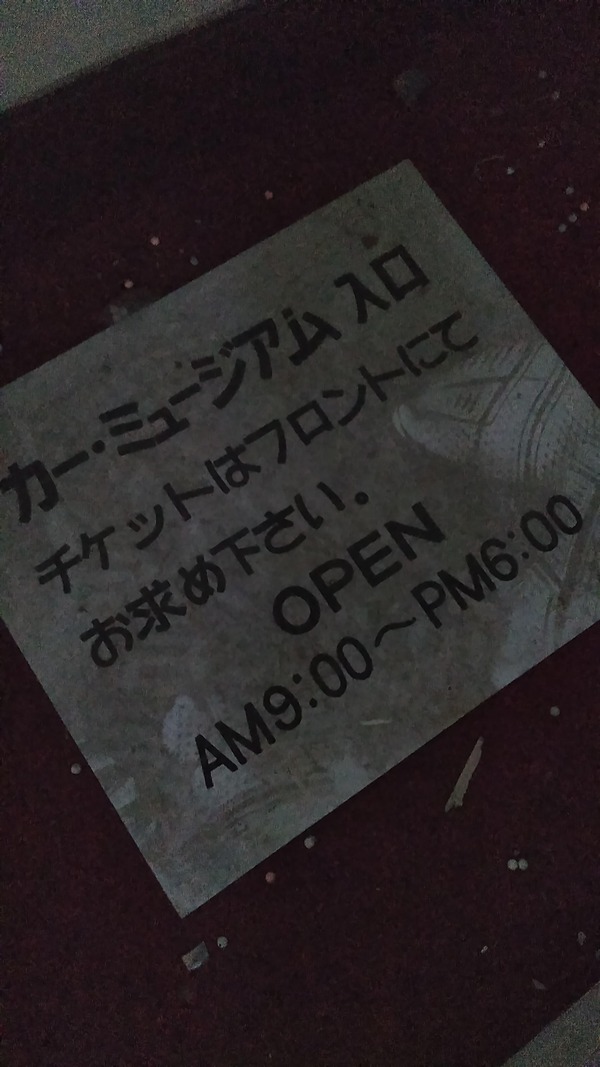 カー・ミュージアム 入口
チケットはフロントにて
お求め下さい。
OPEN
AM9:00～PM6:00